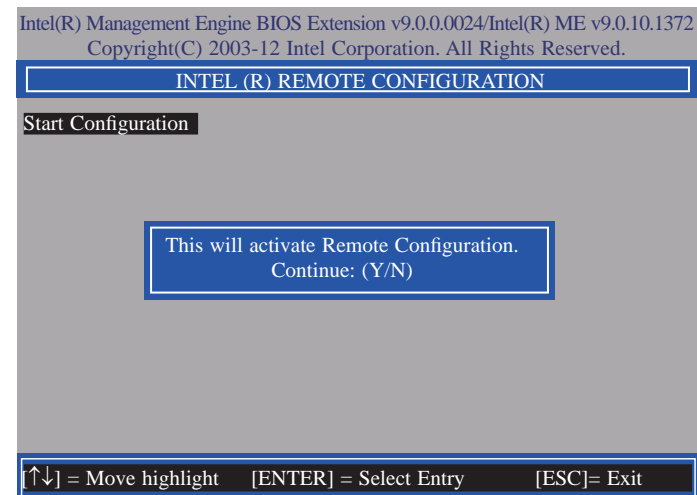 Intel(R) Management Engine BIOS Extension v9.0.0.0024/Intel(R) ME v9.0.10.1372
Copyright(C) 2003-12 Intel Corporation. All Rights Reserved.
INTEL (R) REMOTE CONFIGURATION
Start Configuration
This will activate Remote Configuration.
Continue: (Y/N)
[↑↓] = Move highlight [ENTER] = Select Entry [ESC]= Exit